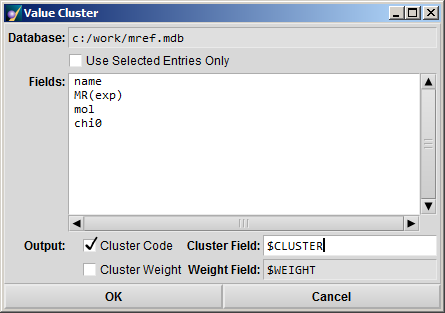 Value Cluster
Database: c:/work/mref.mdb
Use Selected Entries Only
Fields: name
MR(exp)
mol
chi0
Output: Cluster Code Cluster Field: $CLUSTER
Cluster Weight Weight Field: $WEIGHT
OK Cancel